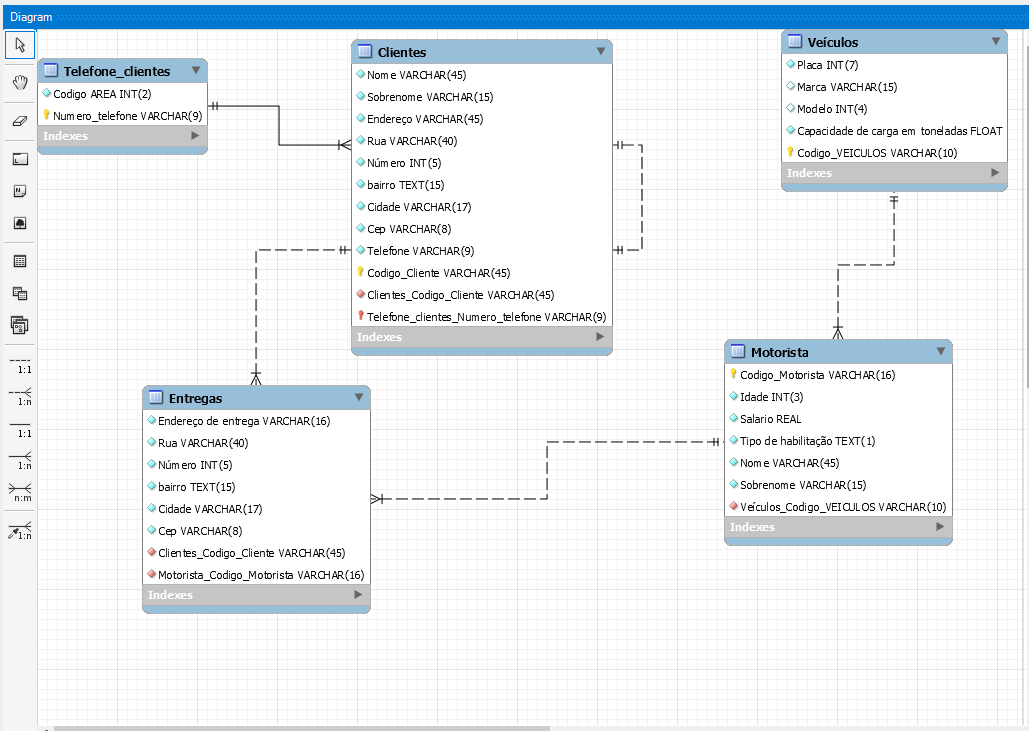 Diagram
Telefone_clientes
Codigo AREA INT(2)
Numero_telefone VARCHAR(9)
Indexes
Clientes
Nome VARCHAR(45)
Sobrenome VARCHAR(15)
Endereço VARCHAR(45)
Rua VARCHAR(40)
Número INT(5)
bairro TEXT(15)
Cidade VARCHAR(17)
Cep VARCHAR(8)
Telefone VARCHAR(9)
Codigo_Cliente VARCHAR(45)
Clientes_Codigo_Cliente VARCHAR(45)
Telefone_clientes_Numero_telefone VARCHAR(9)
Indexes
Veículos
Placa INT(7)
Marca VARCHAR(15)
Modelo INT(4)
Capacidade de carga em toneladas FLOAT
Codigo_VEICULOS VARCHAR(10)
Indexes
Entregas
Endereço de entrega VARCHAR(16)
Rua VARCHAR(40)
Número INT(5)
bairro TEXT(15)
Cidade VARCHAR(17)
Cep VARCHAR(8)
Clientes_Codigo_Cliente VARCHAR(45)
Motorista_Codigo_Motorista VARCHAR(16)
Indexes
Motorista
Codigo_Motorista VARCHAR(16)
Idade INT(3)
Salario REAL
Tipo de habilitação TEXT(1)
Nome VARCHAR(45)
Sobrenome VARCHAR(15)
Veículos_Codigo_VEICULOS VARCHAR(10)
Indexes
1:1
1:n
1:1
1:n
n:m
1:n